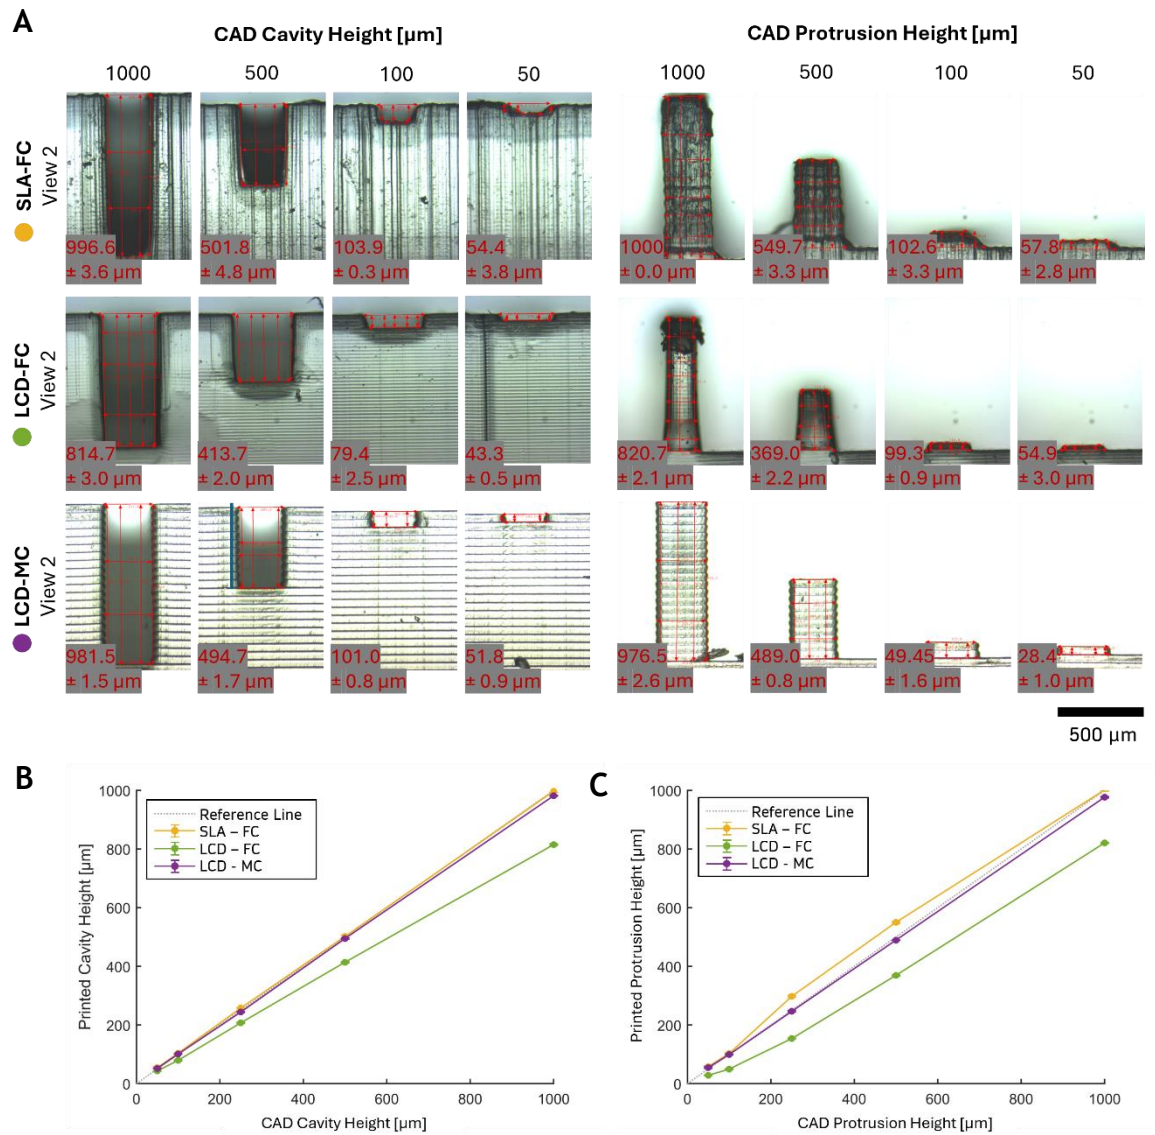 A
CAD Cavity Height [µm]
CAD Protrusion Height [µm]
1000 500 100 50
1000 500 100 50
SLA-FC
View 2
996.6
± 3.6 µm
501.8
± 4.8 µm
103.9
± 0.3 µm
54.4
± 3.8 µm
1000
± 0.0 µm
549.7
± 3.3 µm
102.6
± 3.3 µm
57.8
± 2.8 µm
LCD-FC
View 2
814.7
± 3.0 µm
413.7
± 2.0 µm
79.4
± 2.5 µm
43.3
± 0.5 µm
820.7
± 2.1 µm
369.0
± 2.2 µm
99.3
± 0.9 µm
54.9
± 3.0 µm
LCD-MC
View 2
981.5
± 1.5 µm
494.7
± 1.7 µm
101.0
± 0.8 µm
51.8
± 0.9 µm
976.5
± 2.6 µm
489.0
± 0.8 µm
49.45
± 1.6 µm
28.4
± 1.0 µm
500 µm
B
Printed Cavity Height [µm]
1000
800
600
400
200
0
Reference Line
SLA – FC
LCD – FC
LCD - MC
0 200 400 600 800 1000
CAD Cavity Height [µm]
C
Printed Protrusion Height [µm]
1000
800
600
400
200
0
Reference Line
SLA – FC
LCD – FC
LCD - MC
0 200 400 600 800 1000
CAD Protrusion Height [µm]